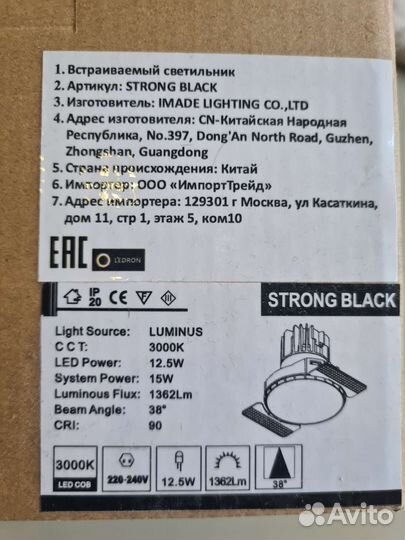 1. Встраиваемый светильник
2. Артикул: STRONG BLACK
3. Изготовитель: IMADE LIGHTING CO.,LTD
4. Адрес изготовителя: CN-Китайская Народная
Республика, No.397, Dong'An North Road, Guzhen,
Zhongshan, Guangdong
5. Страна происхождения: Китай
6. Импортер: ООО «ИмпортТрейд»
7. Адрес импортера: 129301 г Москва, ул Касаткина,
дом 11, стр 1, этаж 5, ком10
EAC LEDRON
IP
20 CE F III
STRONG BLACK
Light Source: LUMINUS
CCT: 3000K
LED Power: 12.5W
System Power: 15W
Luminous Flux: 1362Lm
Beam Angle: 38°
CRI: 90
3000K
LED COB
220-240V
12.5W
1362Lm
38°
Avito